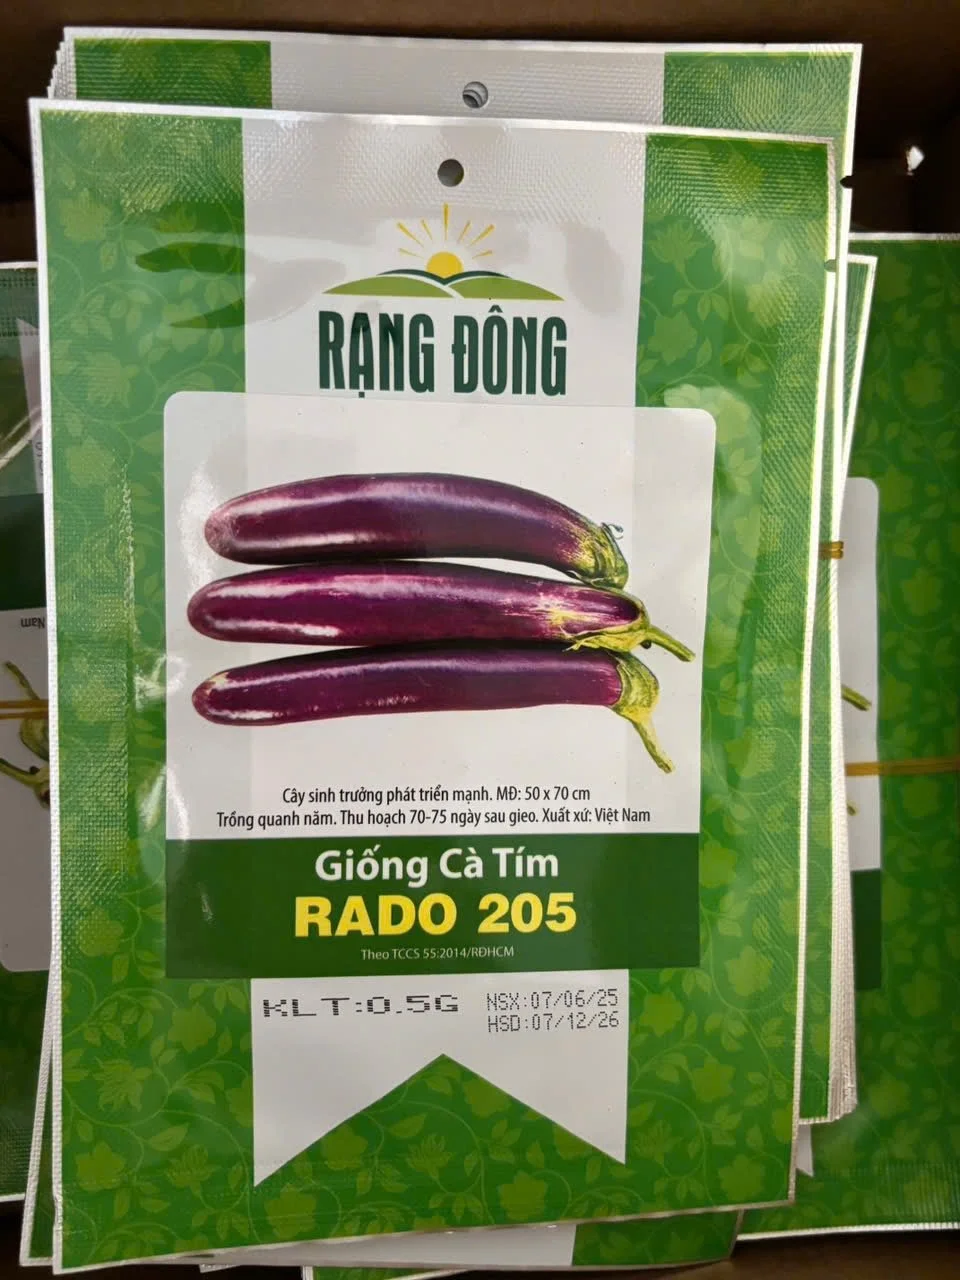 RẠNG ĐÔNG
Cây sinh trưởng phát triển mạnh. MĐ: 50 x 70 cm
Trồng quanh năm. Thu hoạch 70-75 ngày sau gieo. Xuất xứ: Việt Nam
Giống Cà Tím
RADO 205
Theo TCCS 55:2014/RĐHCM
KLT:0.5G
NSX:07/06/25
HSD:07/12/26
Nam